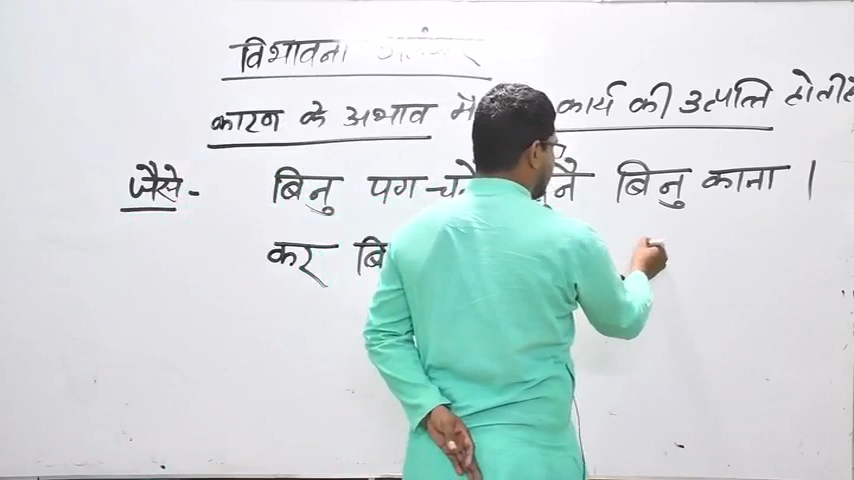 विभावना अलंकार
कारण के अभाव में कार्य की उत्पत्ति होती है
जैसे- बिनु पग चलै सुनै बिनु काना ।
कर बि